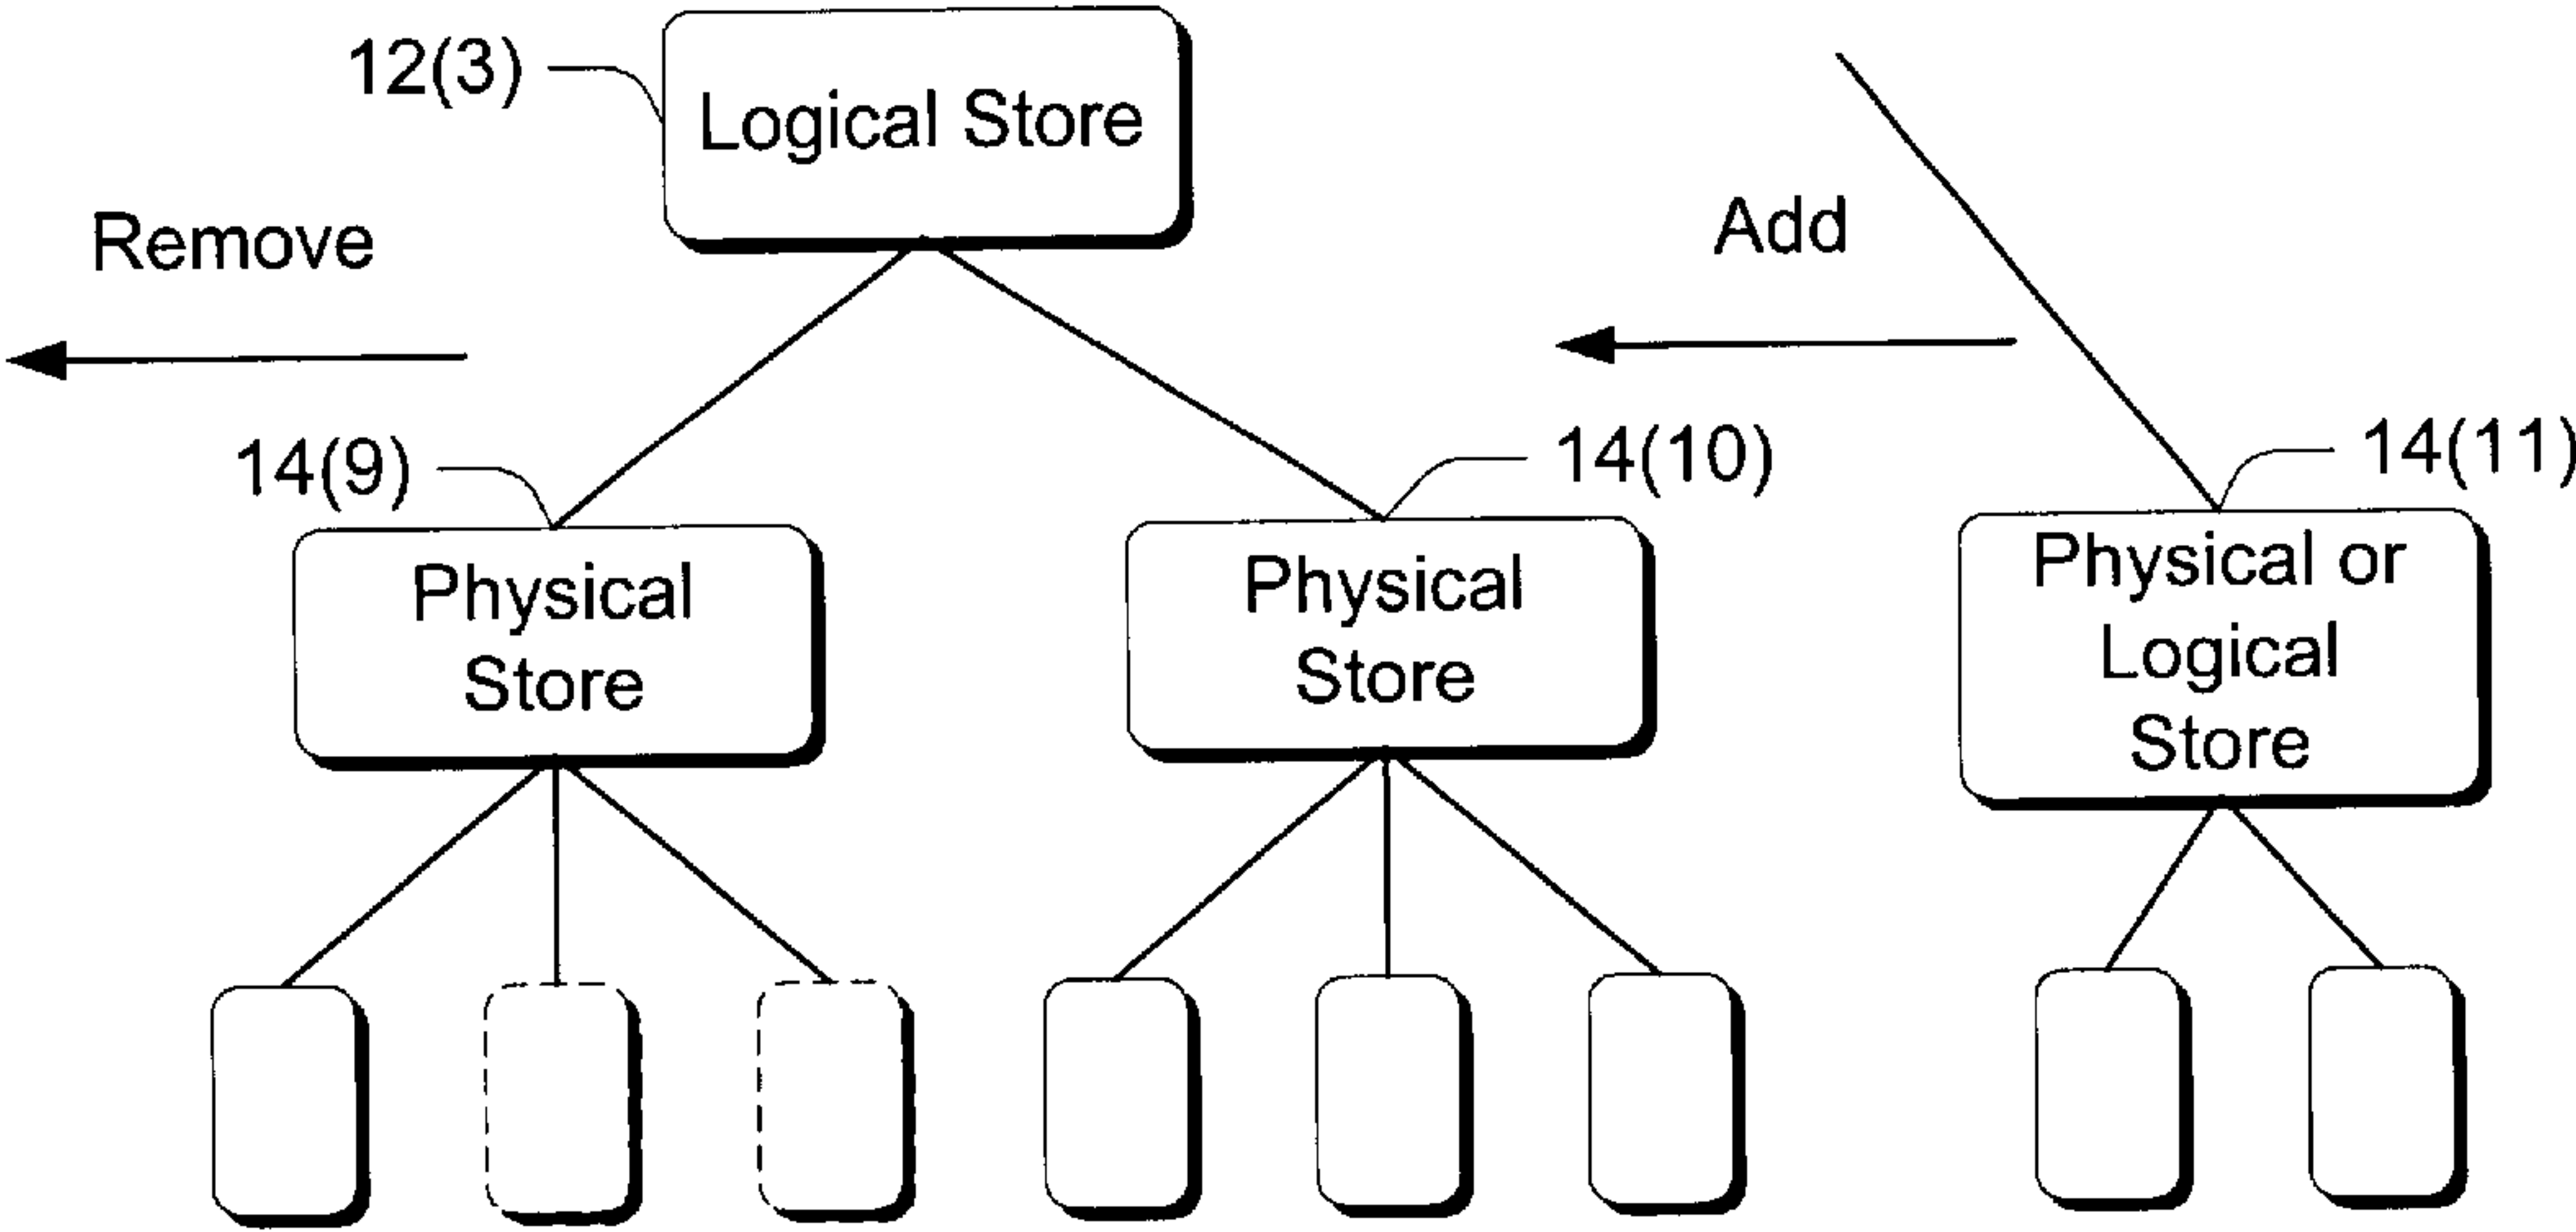 12(3)
Logical Store
Remove
Add
14(9)
14(10)
14(11)
Physical
Store
Physical
Store
Physical or
Logical
Store